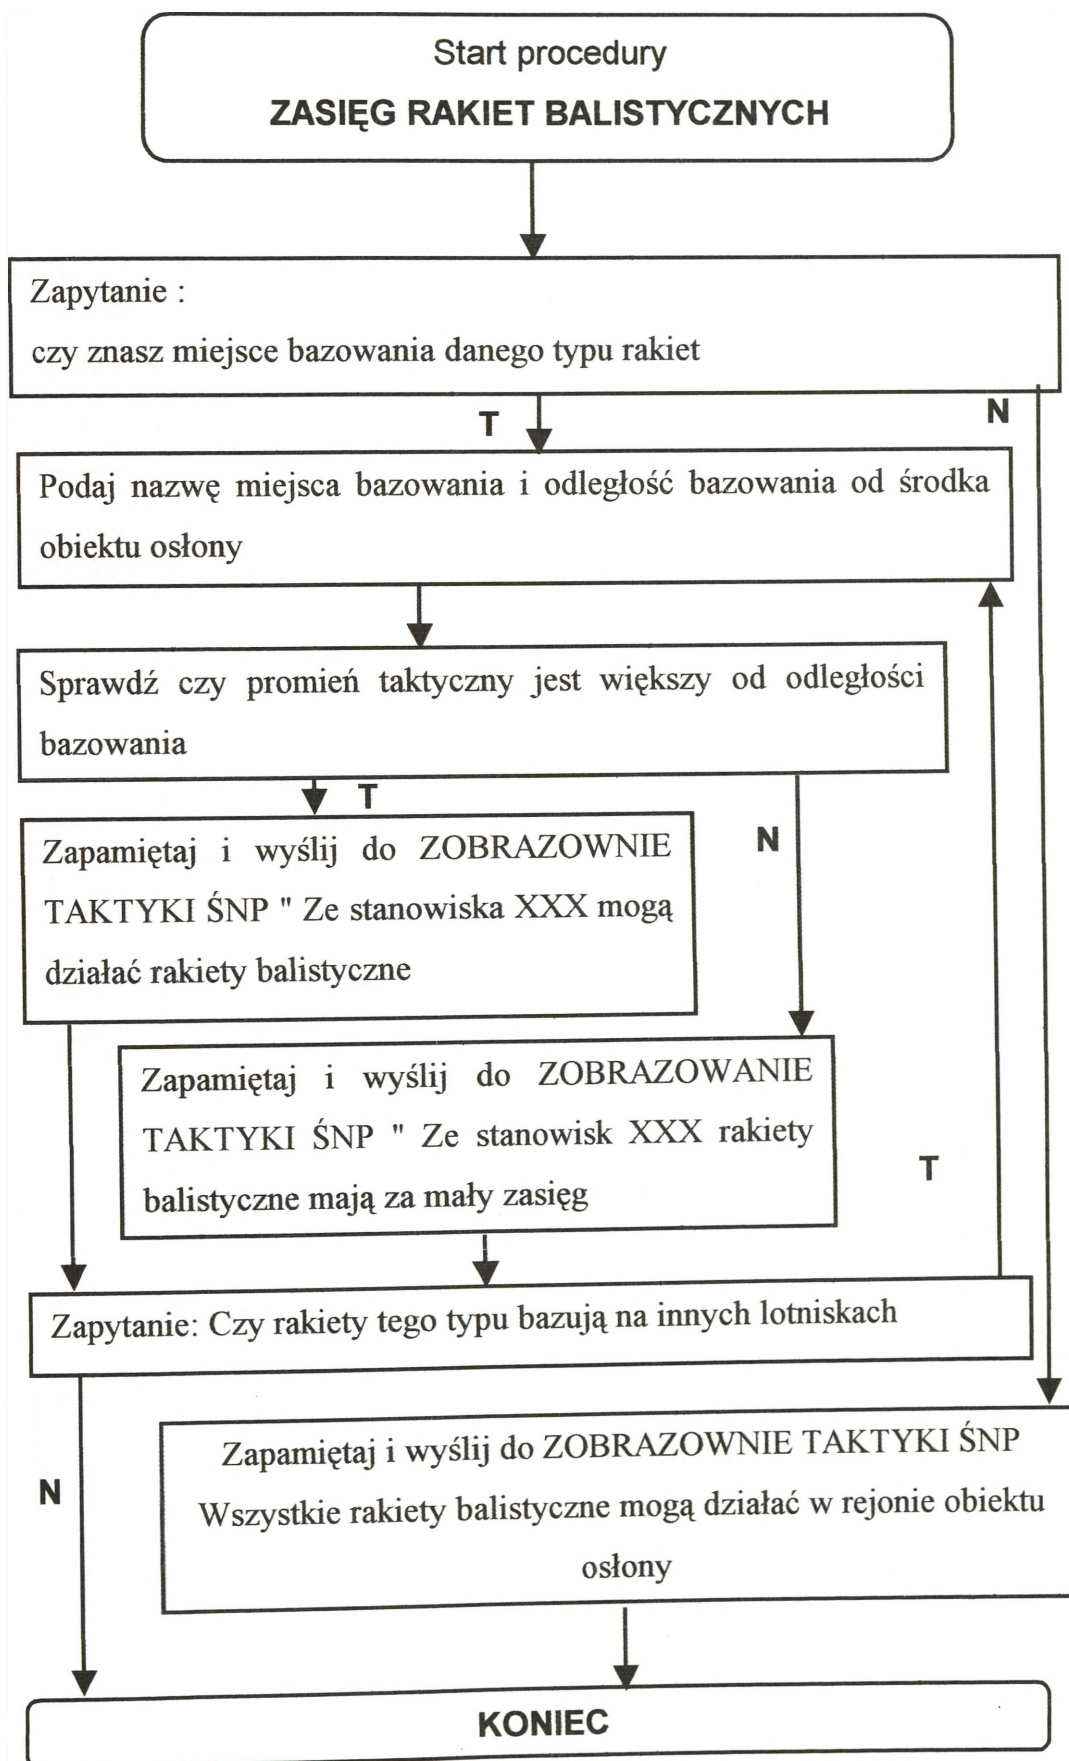 Start procedury
ZASIĘG RAKIET BALISTYCZNYCH
Zapytanie :
czy znasz miejsce bazowania danego typu rakiet
T
N
Podaj nazwę miejsca bazowania i odległość bazowania od środka
obiektu osłony
Sprawdź czy promień taktyczny jest większy od odległości
bazowania
T
N
Zapamiętaj i wyślij do ZOBRAZOWNIE
TAKTYKI ŚNP " Ze stanowiska XXX mogą
działać rakiety balistyczne
Zapamiętaj i wyślij do ZOBRAZOWANIE
TAKTYKI ŚNP " Ze stanowisk XXX rakiety
balistyczne mają za mały zasięg
T
Zapytanie: Czy rakiety tego typu bazują na innych lotniskach
N
Zapamiętaj i wyślij do ZOBRAZOWNIE TAKTYKI ŚNP
Wszystkie rakiety balistyczne mogą działać w rejonie obiektu
osłony
KONIEC